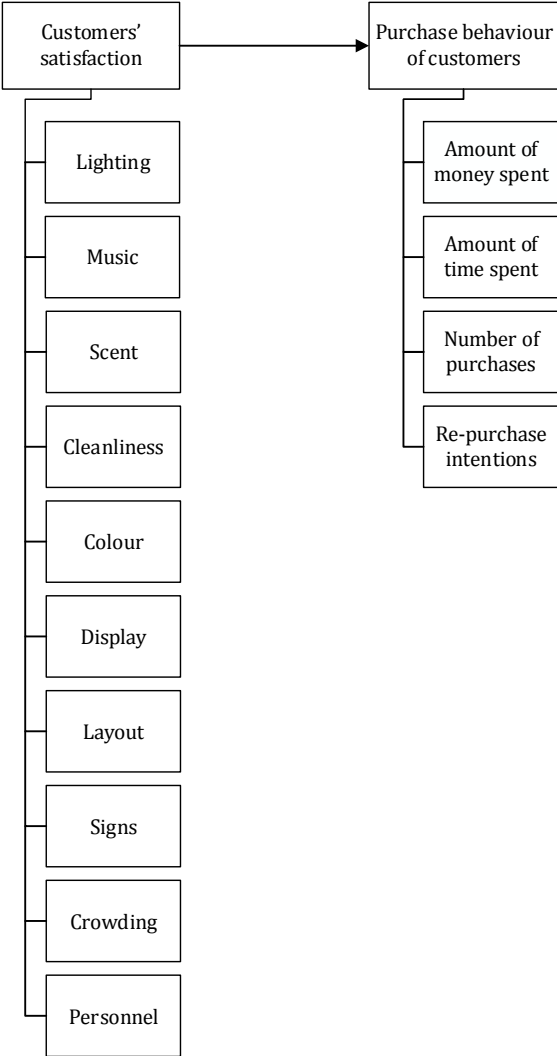 Customers’
satisfaction
Purchase behaviour
of customers
Lighting
Music
Scent
Cleanliness
Colour
Display
Layout
Signs
Crowding
Personnel
Amount of
money spent
Amount of
time spent
Number of
purchases
Re-purchase
intentions